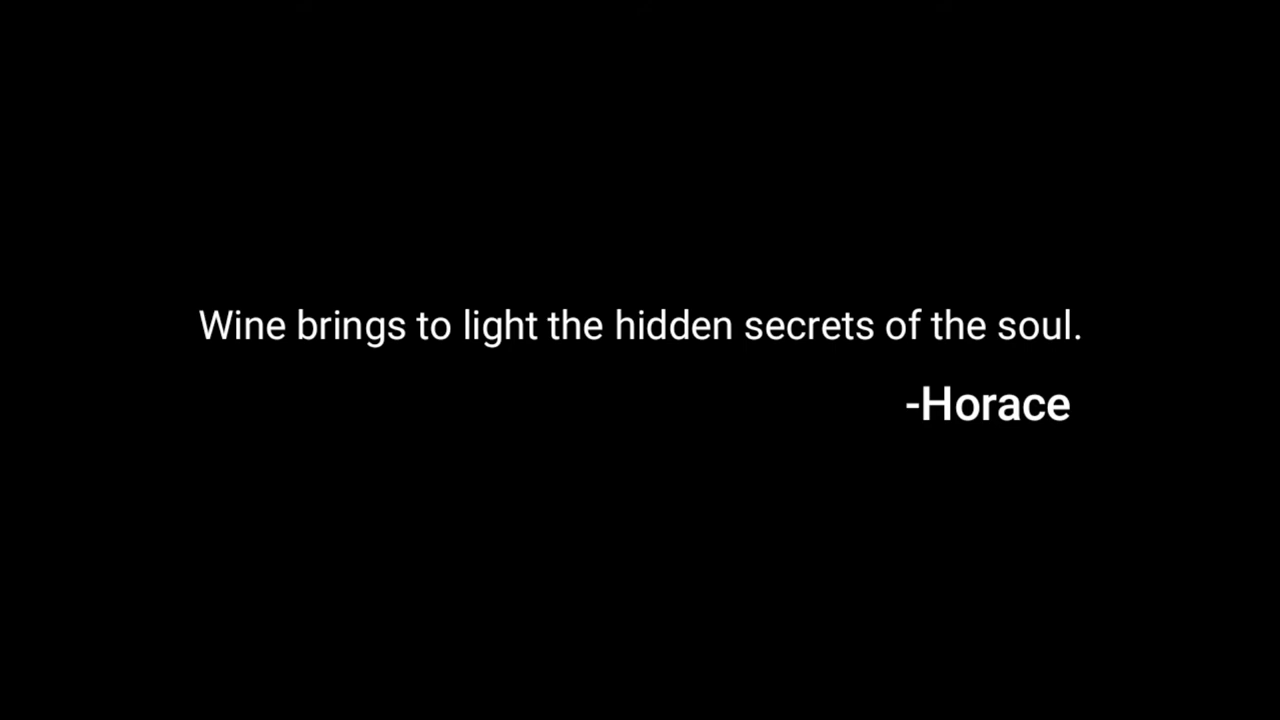 Wine brings to light the hidden secrets of the soul.
-Horace